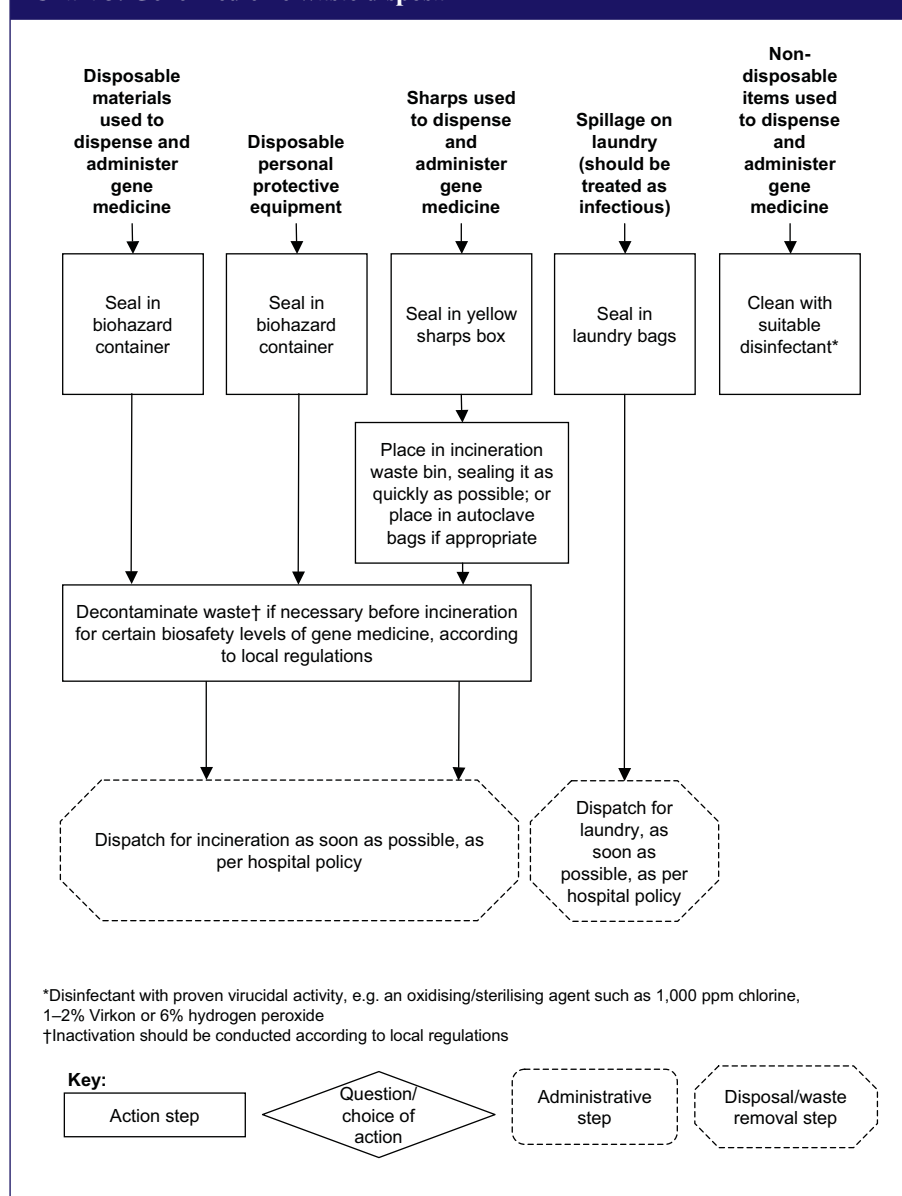 Disposable
materials
used to
dispense and
administer
gene
medicine
Disposable
personal
protective
equipment
Sharps used
to dispense
and
administer
gene
medicine
Spillage on
laundry
(should be
treated as
infectious)
Non-
disposable
items used
to dispense
and
administer
gene
medicine
Seal in
biohazard
container
Seal in
biohazard
container
Seal in yellow
sharps box
Seal in
laundry bags
Clean with
suitable
disinfectant*
Place in incineration
waste bin, sealing it as
quickly as possible; or
place in autoclave
bags if appropriate
Decontaminate waste† if necessary before incineration
for certain biosafety levels of gene medicine, according
to local regulations
Dispatch for incineration as soon as possible, as
per hospital policy
Dispatch for
laundry, as
soon as
possible, as per
hospital policy
*Disinfectant with proven virucidal activity, e.g. an oxidising/sterilising agent such as 1,000 ppm chlorine,
1–2% Virkon or 6% hydrogen peroxide
†Inactivation should be conducted according to local regulations
Key:
Action step
Question/
choice of
action
Administrative
step
Disposal/waste
removal step